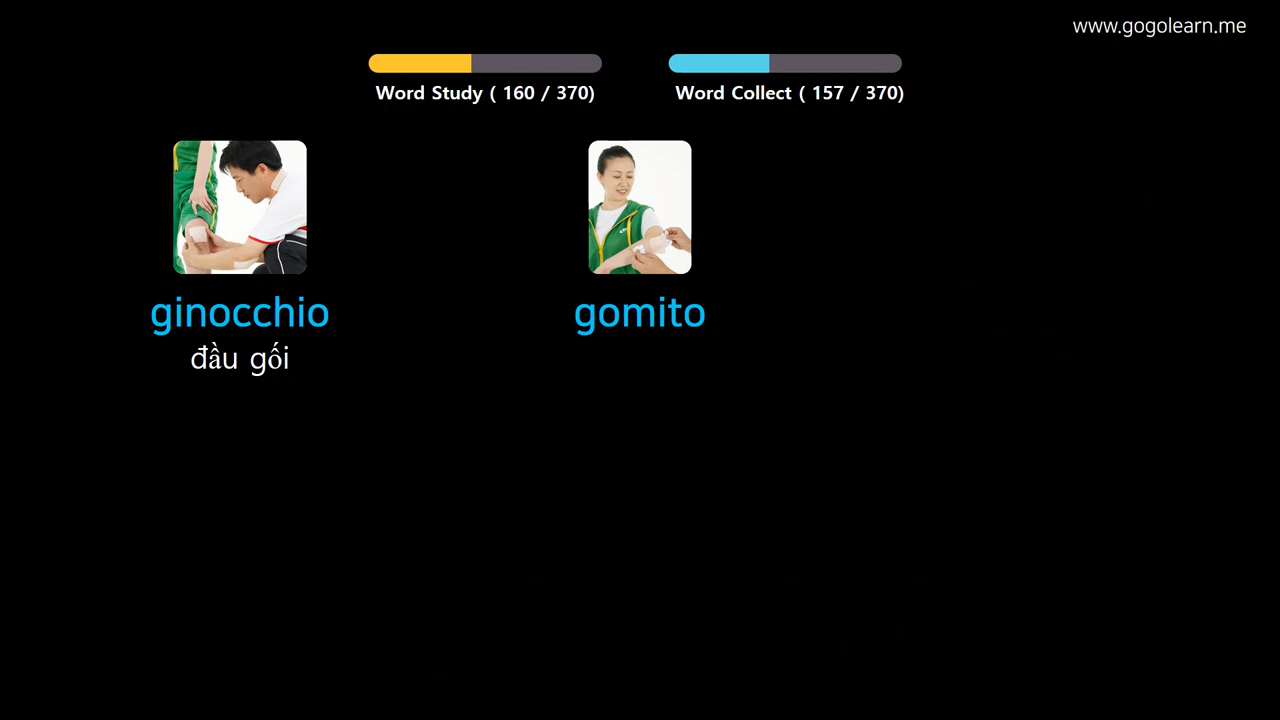 www.gogolearn.me
Word Study ( 160 / 370)
Word Collect ( 157 / 370)
ginocchio
đầu gối
gomito